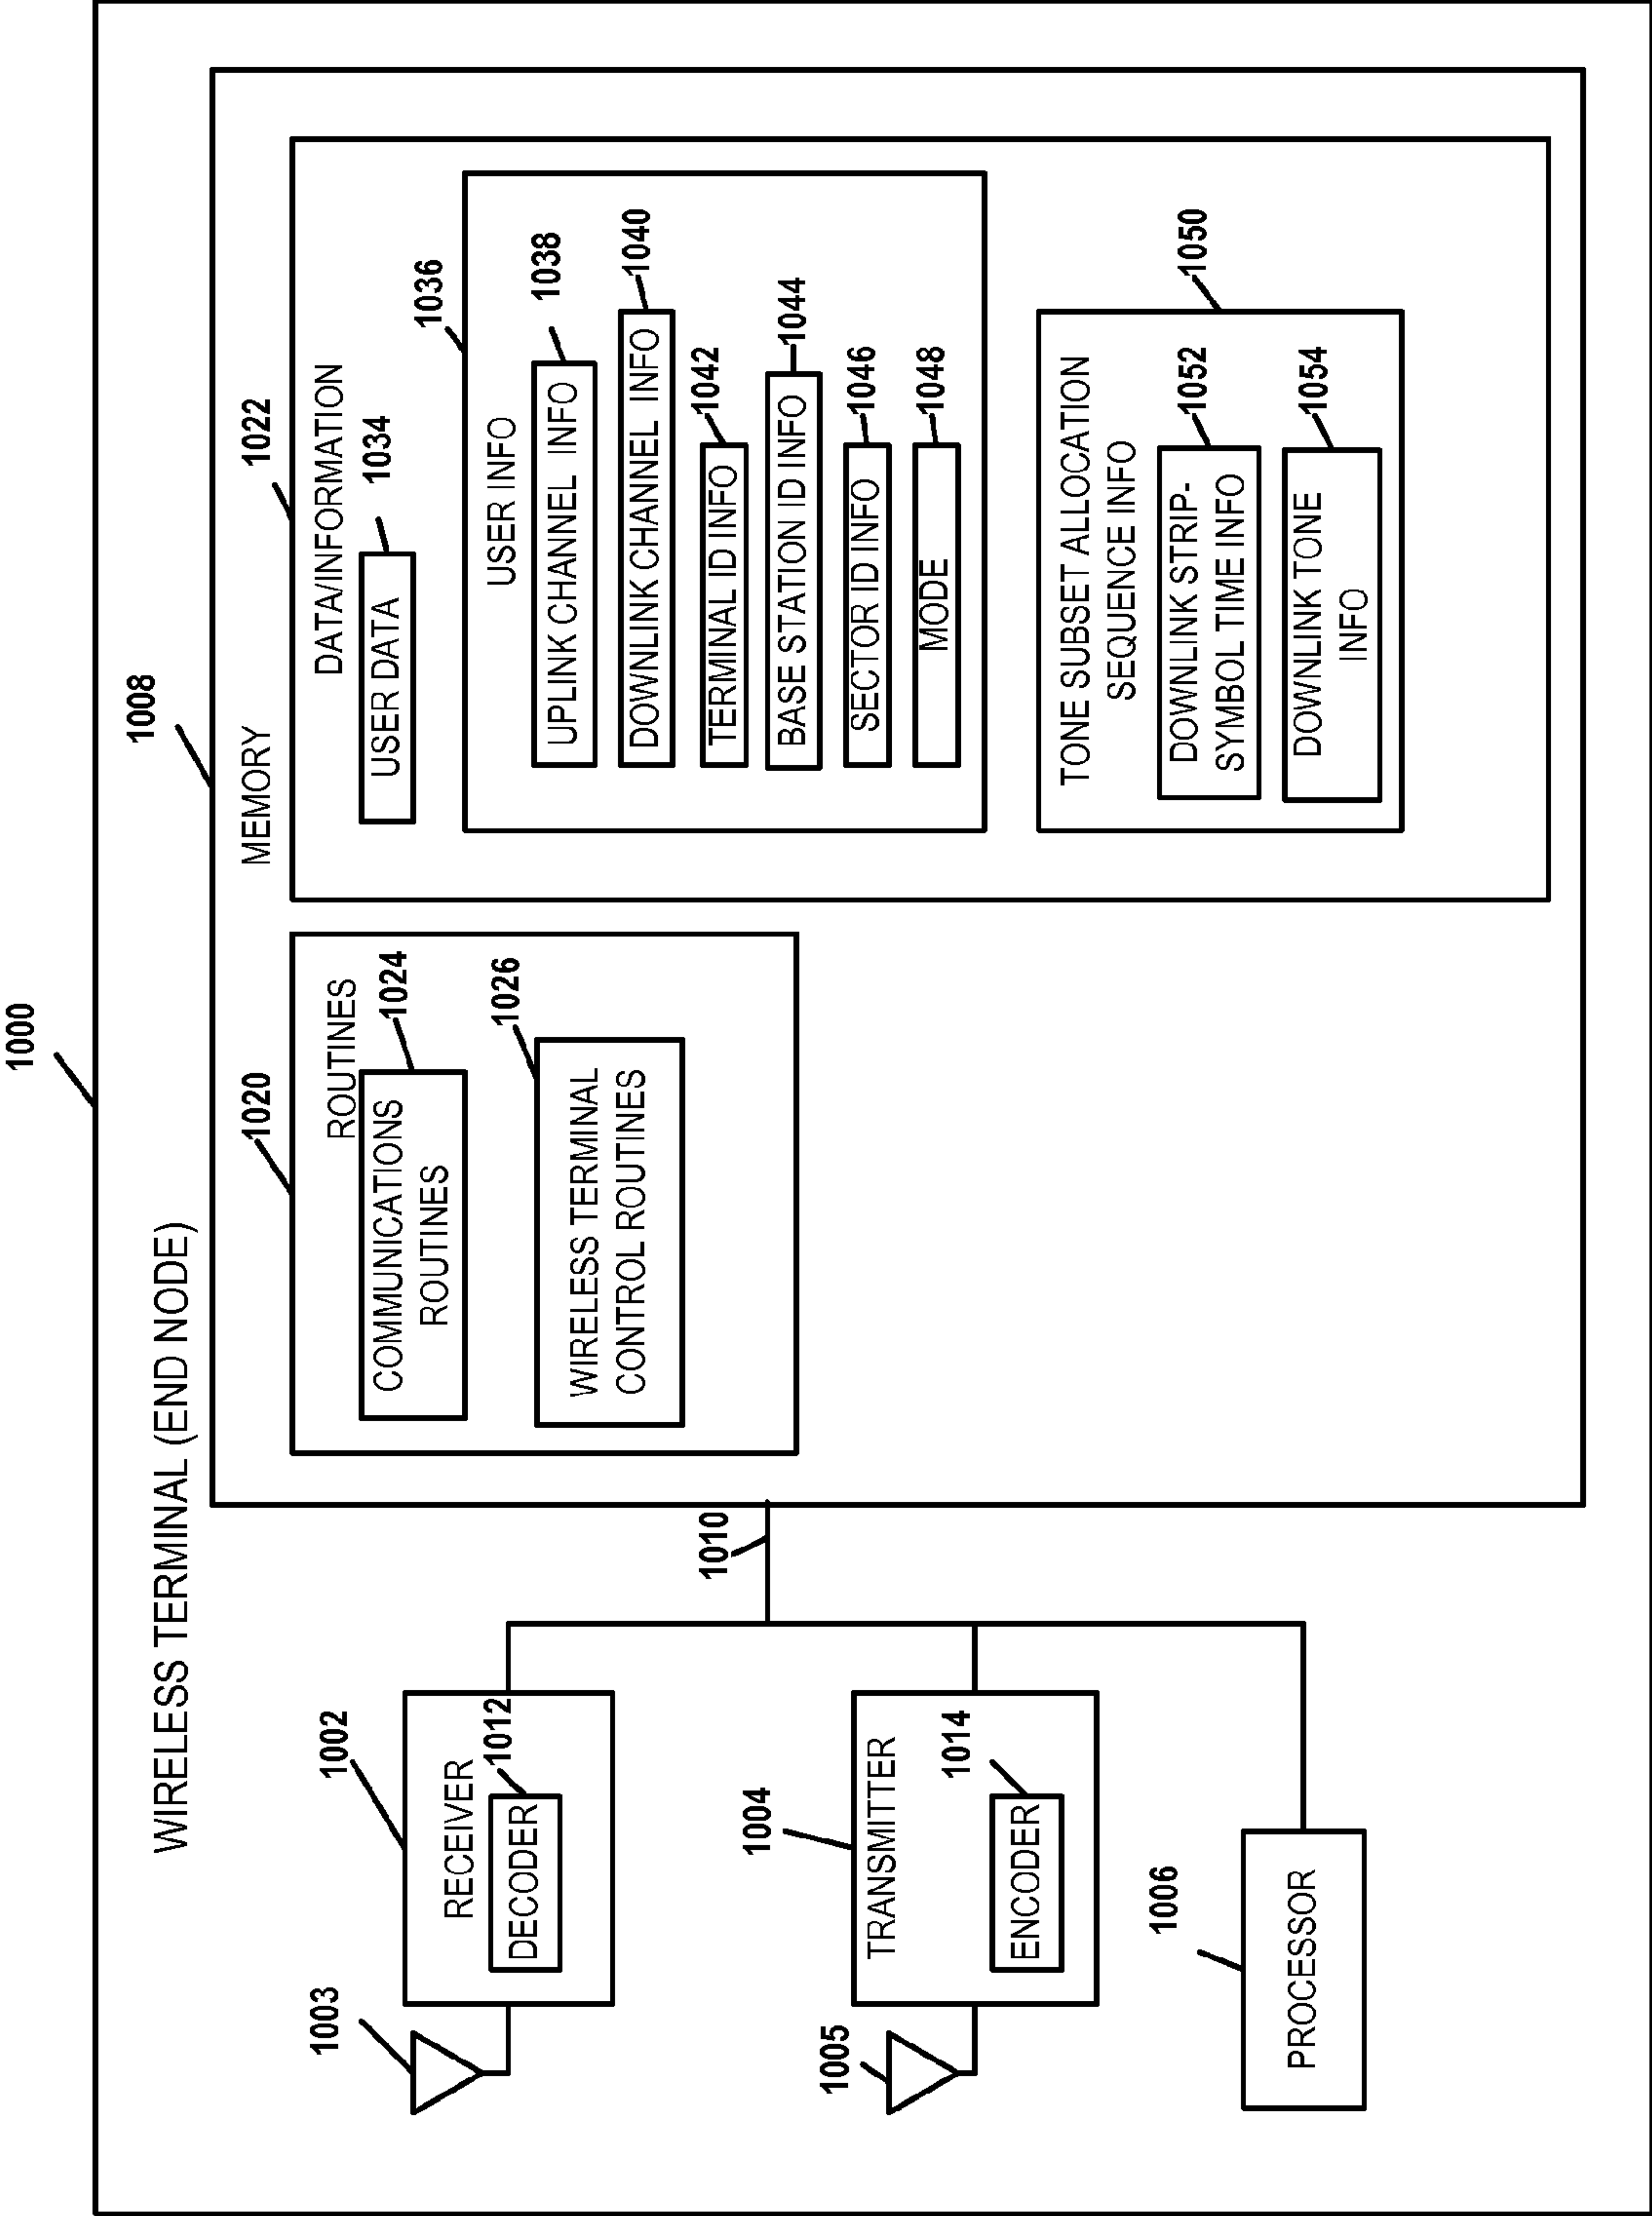 1000
WIRELESS TERMINAL (END NODE)
1008
1003
1002
RECEIVER
1012
DECODER
1005
1004
TRANSMITTER
1014
ENCODER
1006
PROCESSOR
1010
MEMORY
1020
ROUTINES
1024
COMMUNICATIONS
ROUTINES
1026
WIRELESS TERMINAL
CONTROL ROUTINES
1022
DATA/INFORMATION
1034
USER DATA
1036
USER INFO
1038
UPLINK CHANNEL INFO
1040
DOWNLINK CHANNEL INFO
1042
TERMINAL ID INFO
1044
BASE STATION ID INFO
1046
SECTOR ID INFO
1048
MODE
1050
TONE SUBSET ALLOCATION
SEQUENCE INFO
1052
DOWNLINK STRIP-
SYMBOL TIME INFO
1054
DOWNLINK TONE
INFO